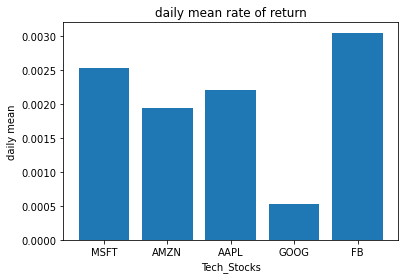 daily mean rate of return
daily mean
0.0030
0.0025
0.0020
0.0015
0.0010
0.0005
0.0000
MSFT AMZN AAPL GOOG FB
Tech_Stocks